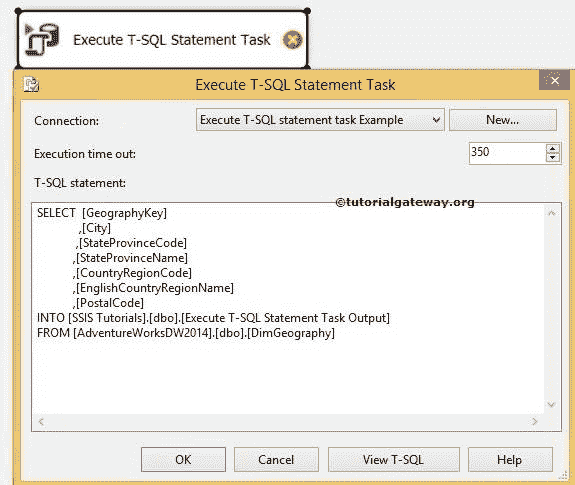 Execute T-SQL Statement Task
Execute T-SQL Statement Task
Connection:
Execute T-SQL statement task Example
New...
Execution time out:
350
T-SQL statement:
©tutorialgateway.org
SELECT [GeographyKey]
,[City]
,[StateProvinceCode]
,[StateProvinceName]
,[CountryRegionCode]
,[EnglishCountryRegionName]
,[PostalCode]
INTO [SSIS Tutorials].[dbo].[Execute T-SQL Statement Task Output]
FROM [AdventureWorksDW2014].[dbo].[DimGeography]
OK
Cancel
View T-SQL
Help